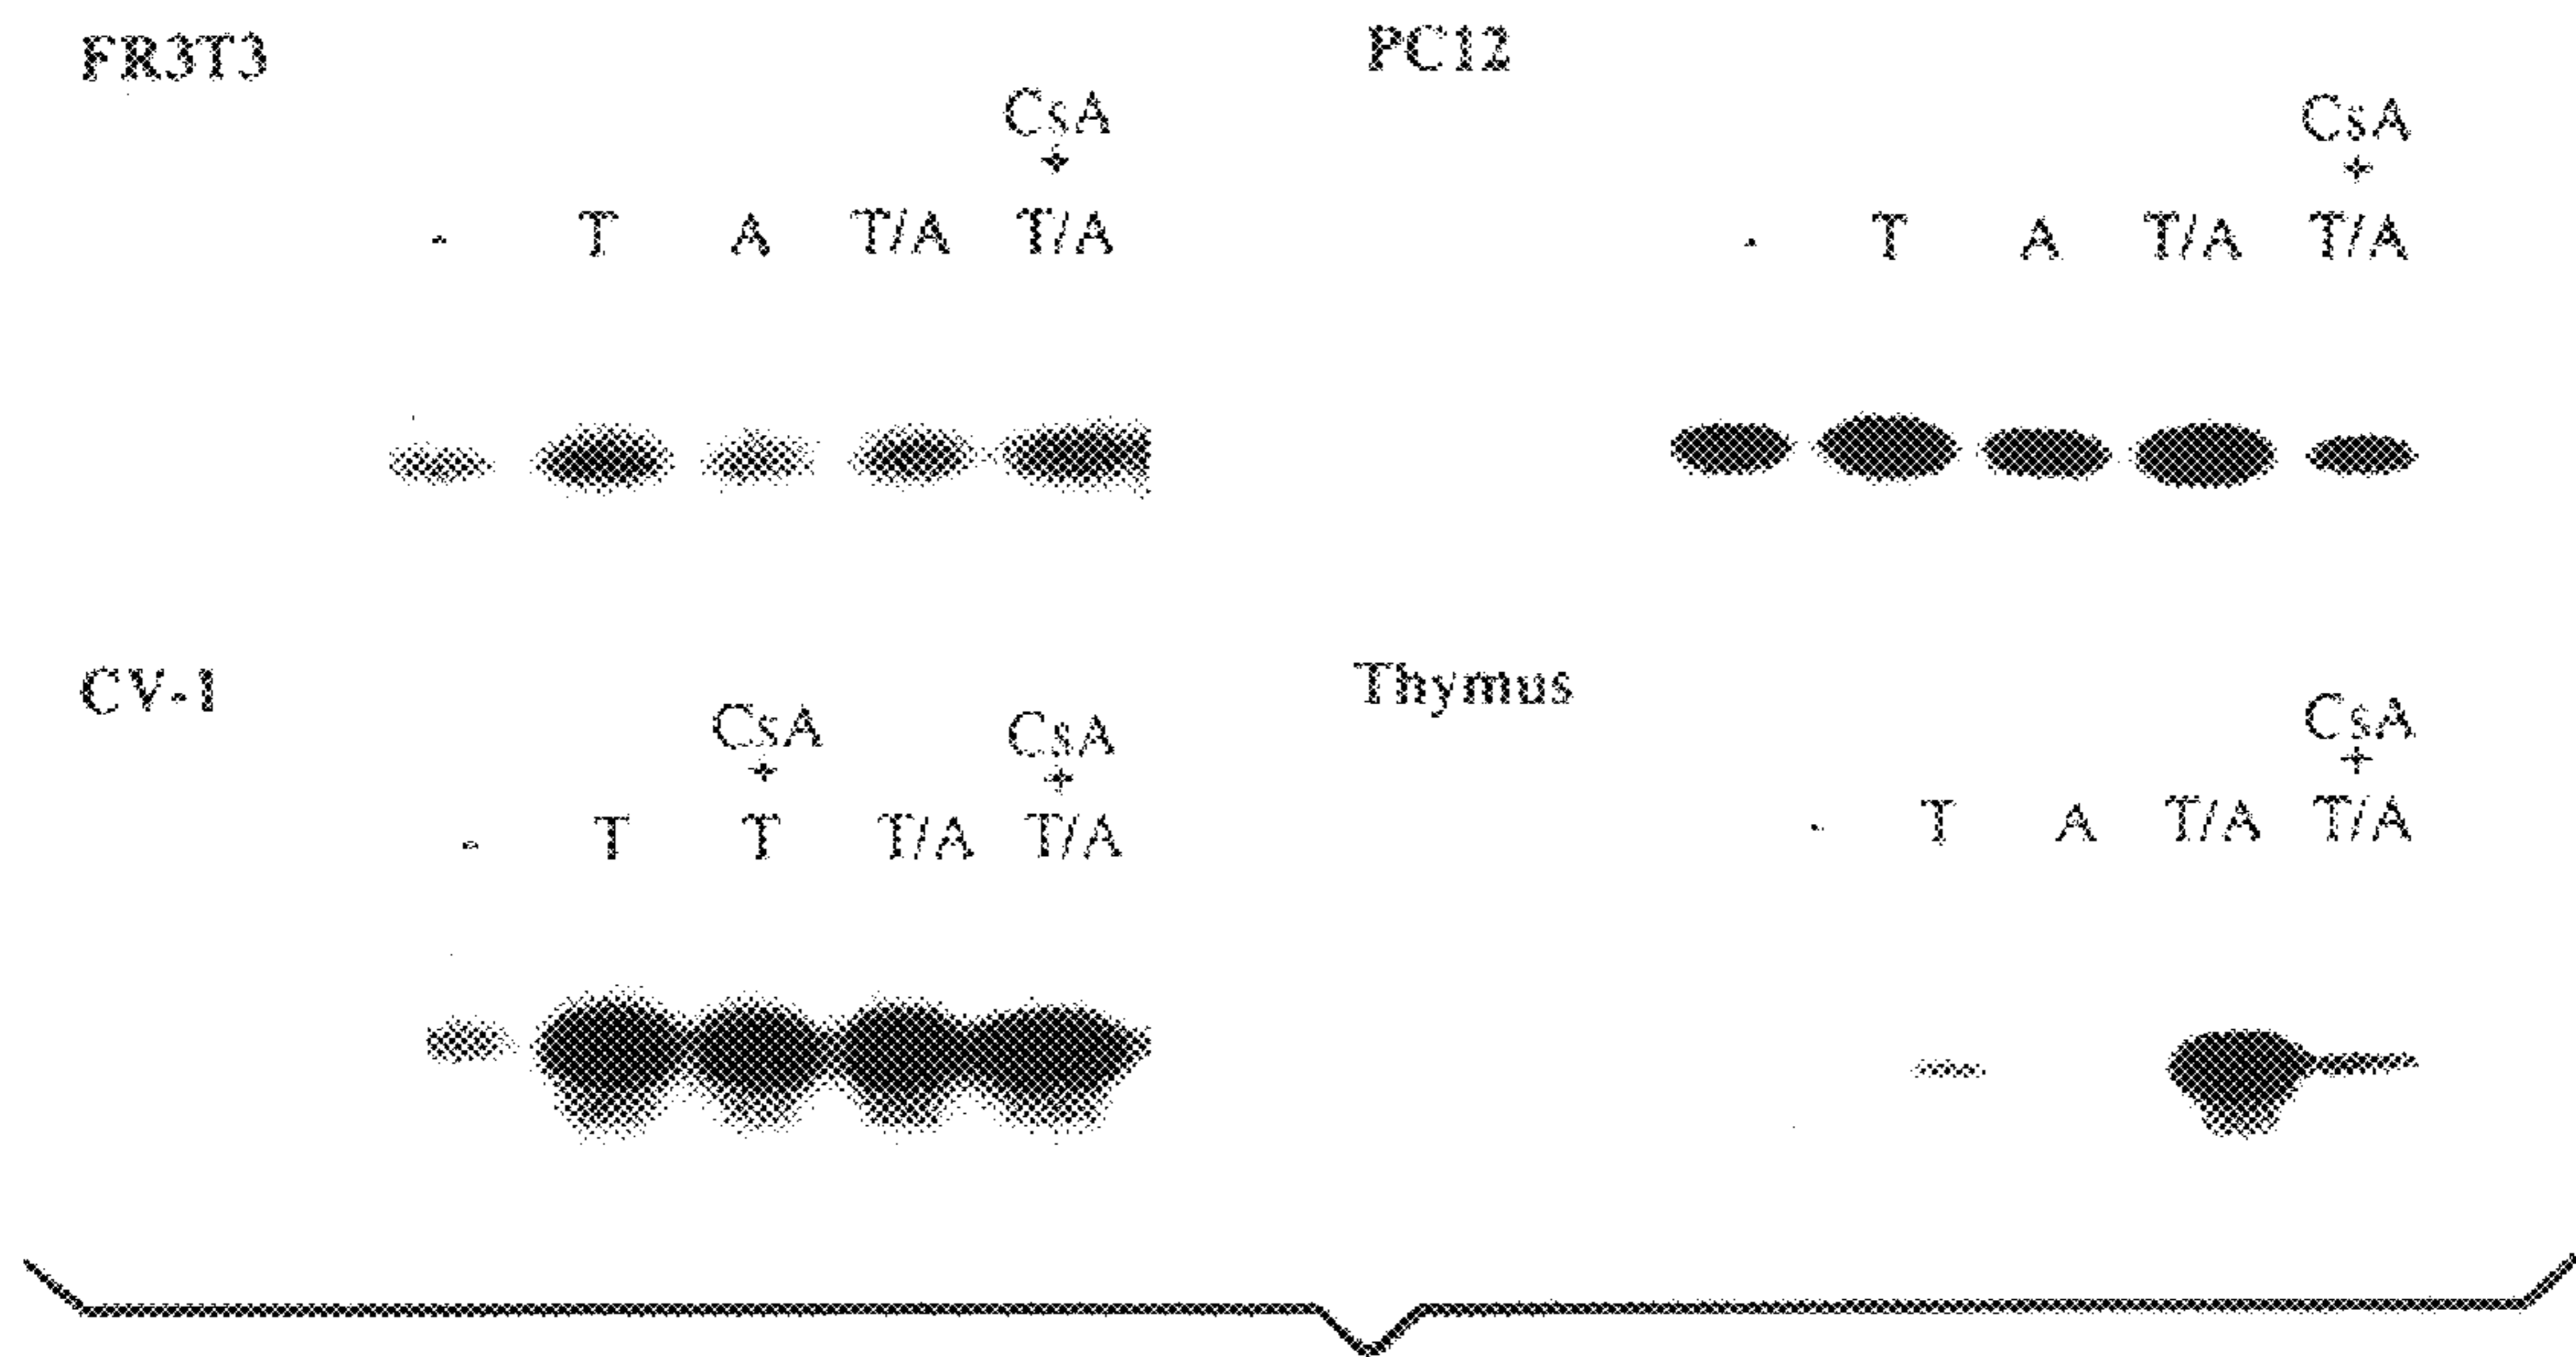 FR3T3
CsA
+
- T A T/A T/A
PC12
CsA
+
- T A T/A T/A
CV-1
CsA CsA
+ +
- T T T/A T/A
Thymus
CsA
+
- T A T/A T/A